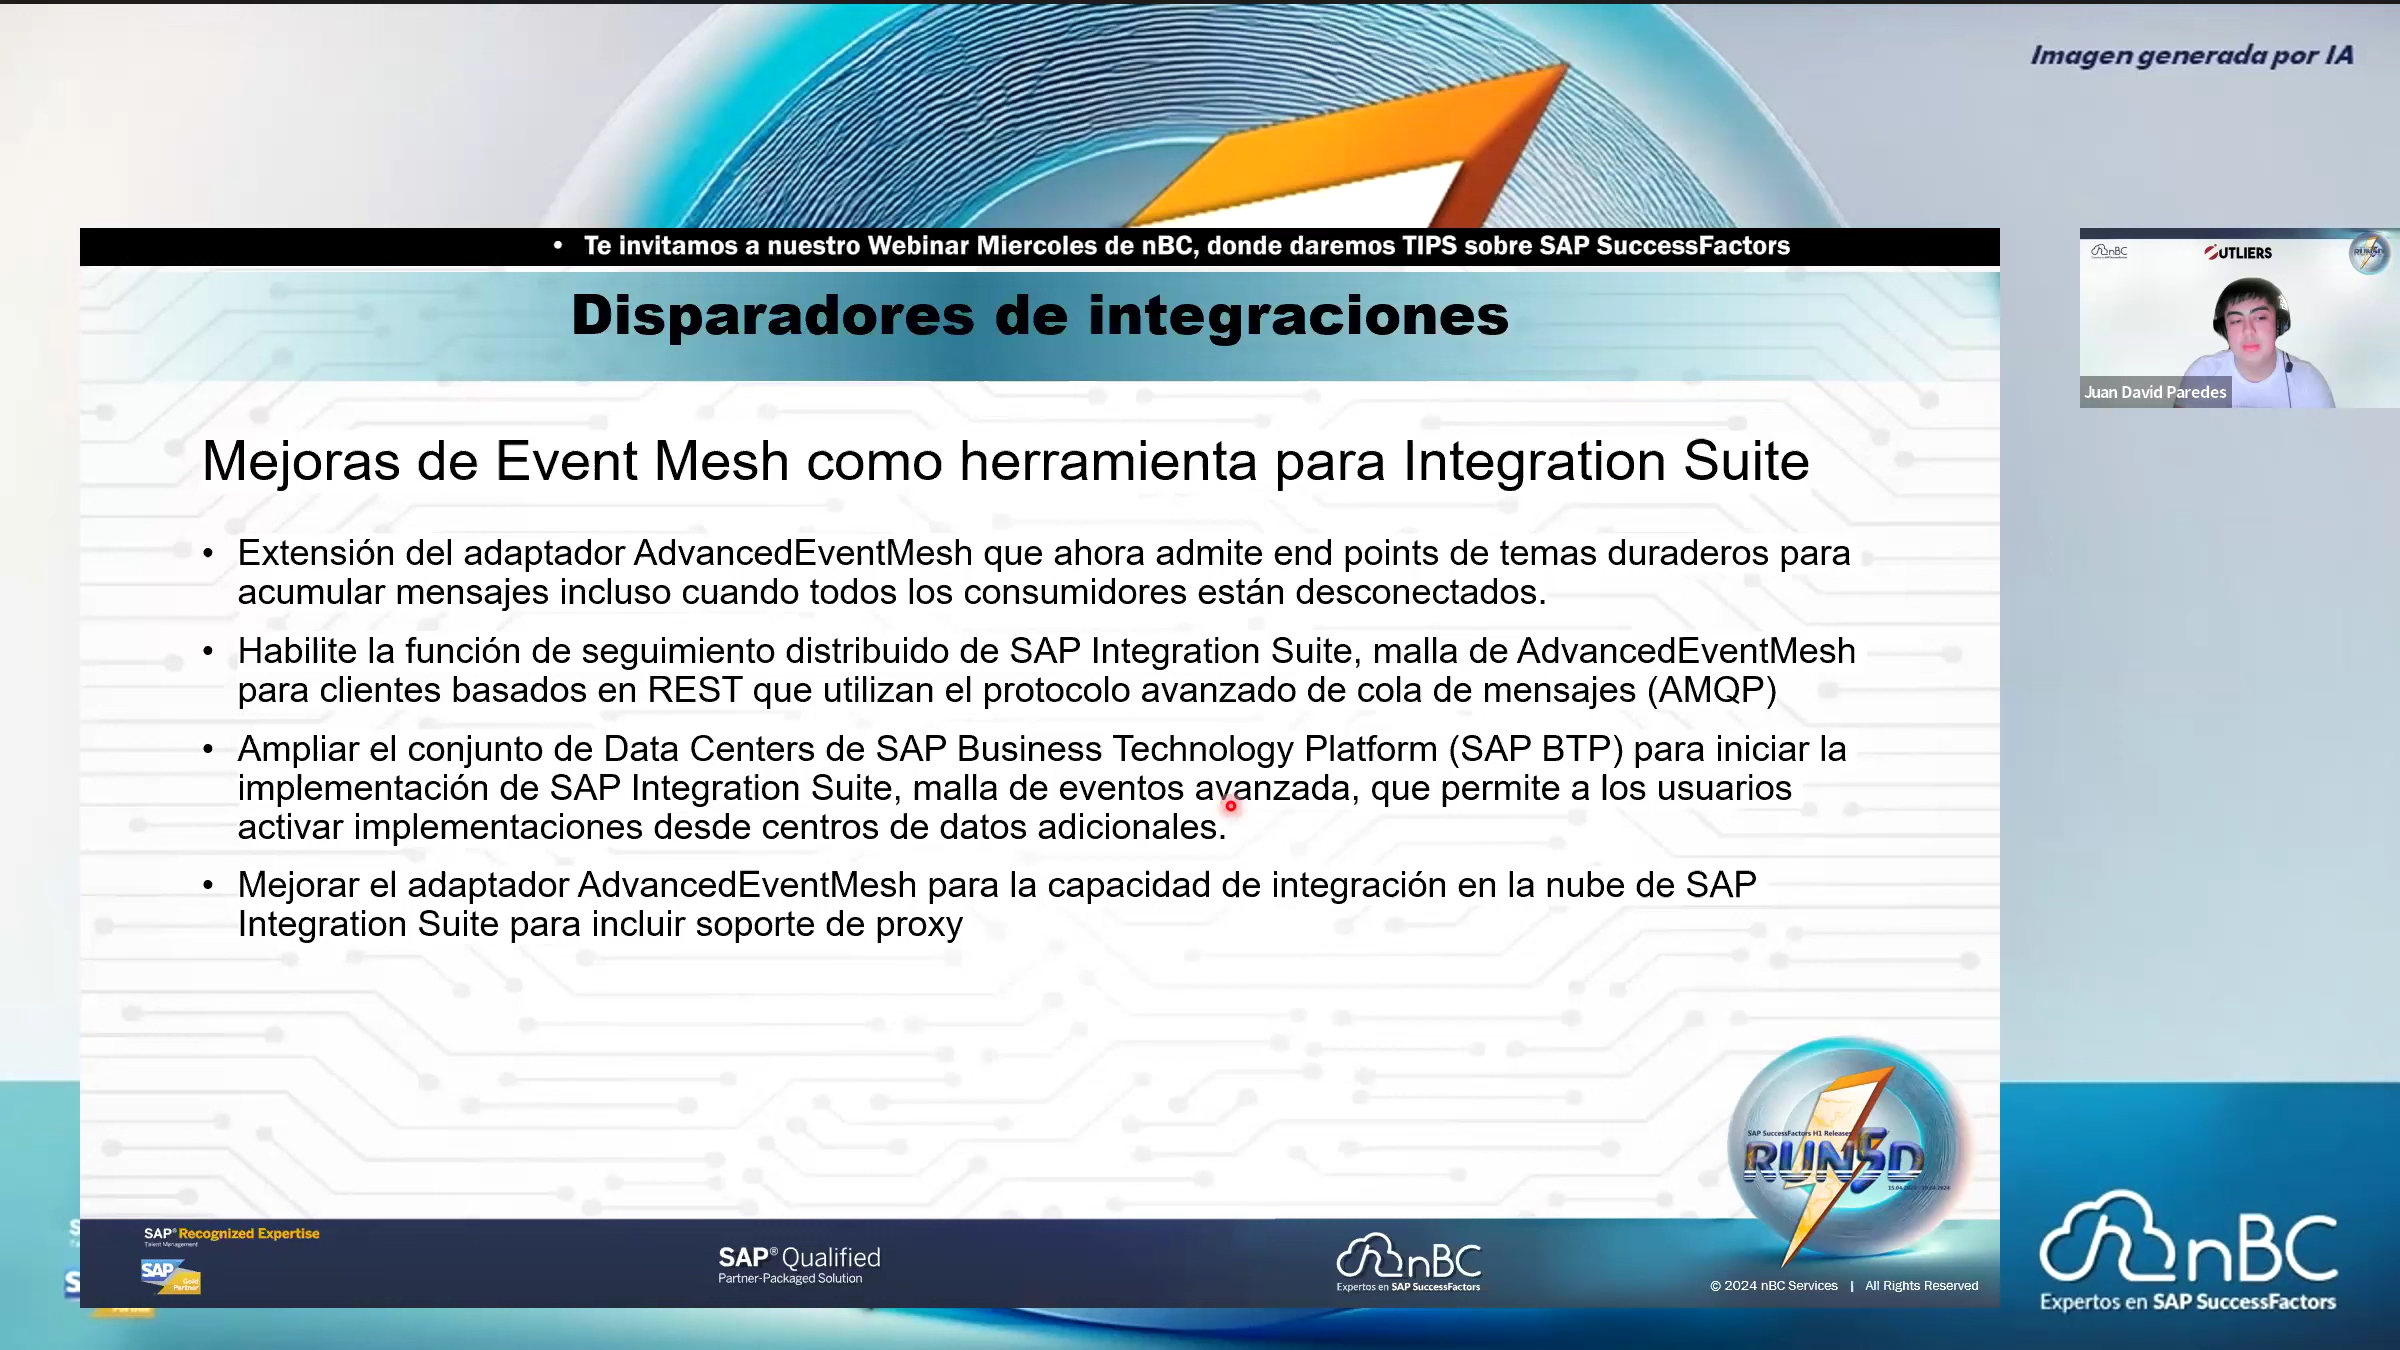 Imagen generada por IA
• Te invitamos a nuestro Webinar Miercoles de nBC, donde daremos TIPS sobre SAP SuccessFactors
Disparadores de integraciones
nBC
OUTLIERS
Juan David Paredes
Mejoras de Event Mesh como herramienta para Integration Suite
• Extensión del adaptador AdvancedEventMesh que ahora admite end points de temas duraderos para
acumular mensajes incluso cuando todos los consumidores están desconectados.
• Habilite la función de seguimiento distribuido de SAP Integration Suite, malla de AdvancedEventMesh
para clientes basados en REST que utilizan el protocolo avanzado de cola de mensajes (AMQP)
• Ampliar el conjunto de Data Centers de SAP Business Technology Platform (SAP BTP) para iniciar la
implementación de SAP Integration Suite, malla de eventos avanzada, que permite a los usuarios
activar implementaciones desde centros de datos adicionales.
• Mejorar el adaptador AdvancedEventMesh para la capacidad de integración en la nube de SAP
Integration Suite para incluir soporte de proxy
SAP SuccessFactors H1 Release
RUN5D
SAP® Recognized Expertise
Talent Management
SAP
Gold
Partner
SAP® Qualified
Partner-Packaged Solution
nBC
Expertos en SAP SuccessFactors
© 2024 nBC Services | All Rights Reserved
nBC
Expertos en SAP SuccessFactors